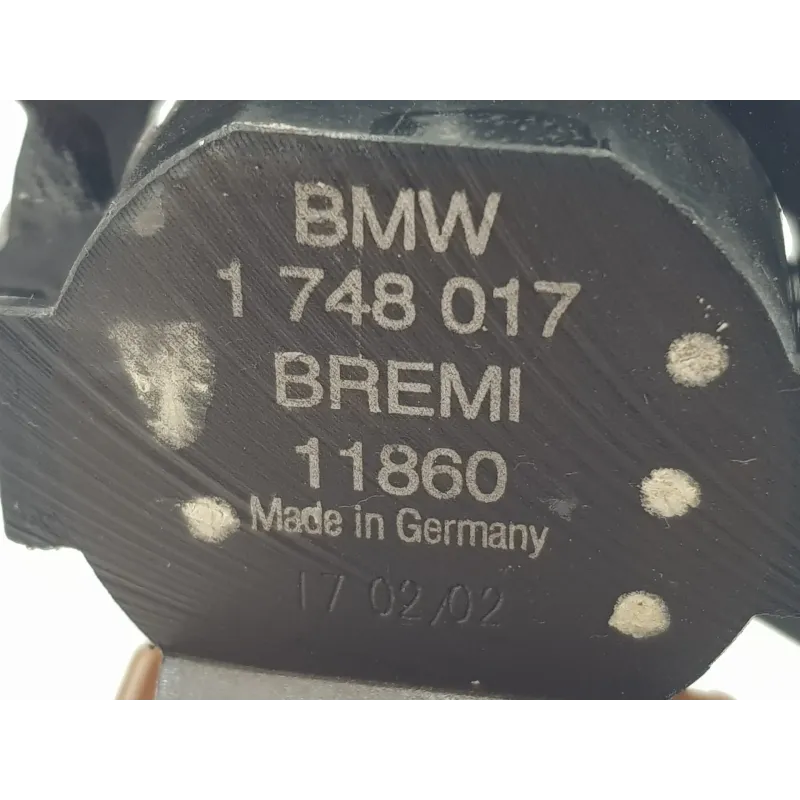 BMW
1 748 017
BREMI
11860
Made in Germany
17 02/02